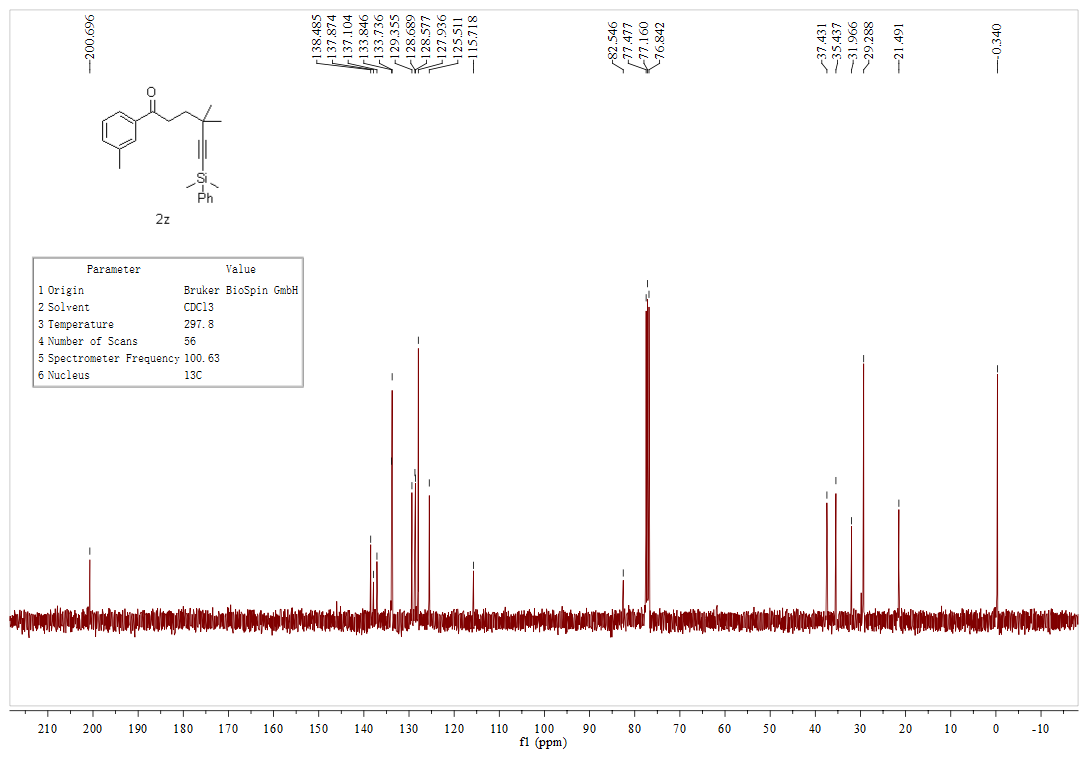 200.696
138.485
137.874
137.104
133.846
133.736
129.355
128.689
128.577
127.936
125.511
115.718
82.546
77.477
77.160
76.842
37.431
35.437
31.966
29.288
21.491
-0.340
O
Si
Ph
2z
Parameter Value
1 Origin Bruker BioSpin GmbH
2 Solvent CDCl3
3 Temperature 297.8
4 Number of Scans 56
5 Spectrometer Frequency 100.63
6 Nucleus 13C
210 200 190 180 170 160 150 140 130 120 110 100 90 80 70 60 50 40 30 20 10 0 -10
f1 (ppm)